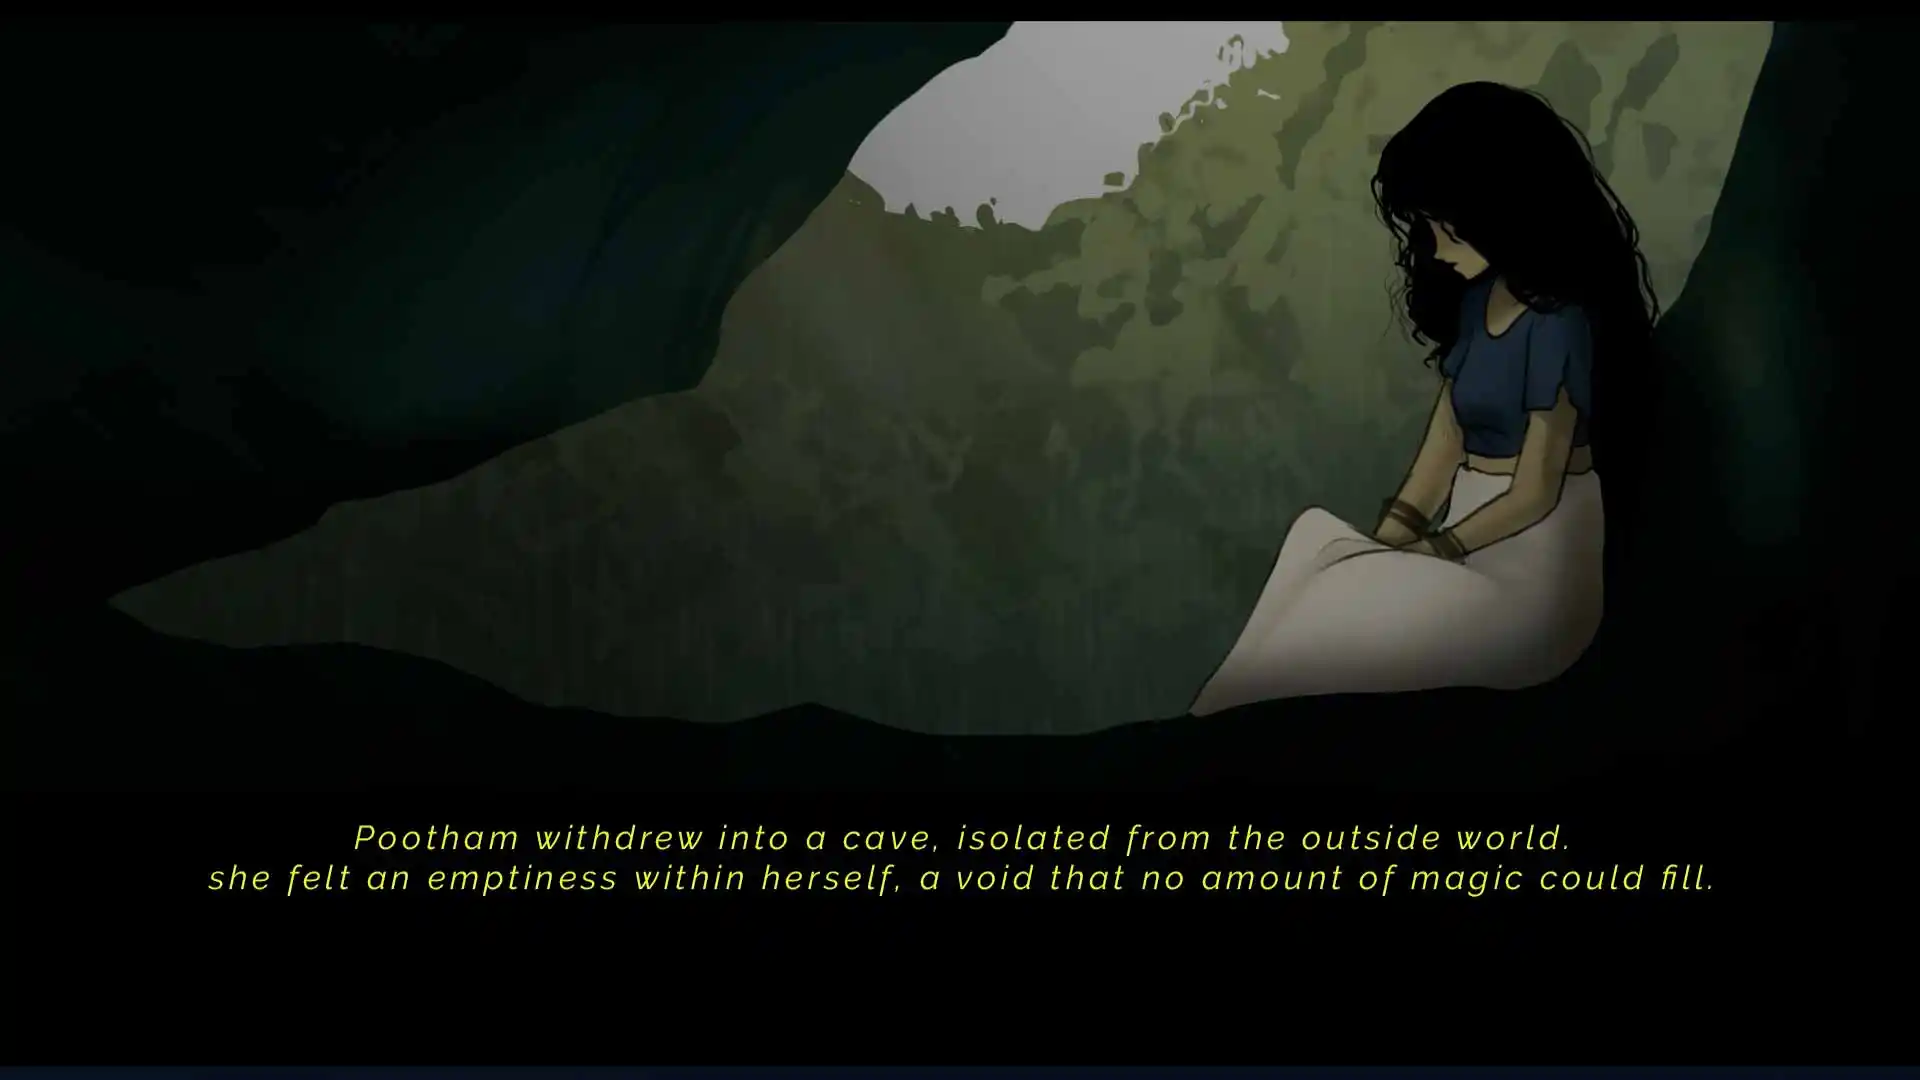 Pootham withdrew into a cave, isolated from the outside world.
she felt an emptiness within herself, a void that no amount of magic could fill.